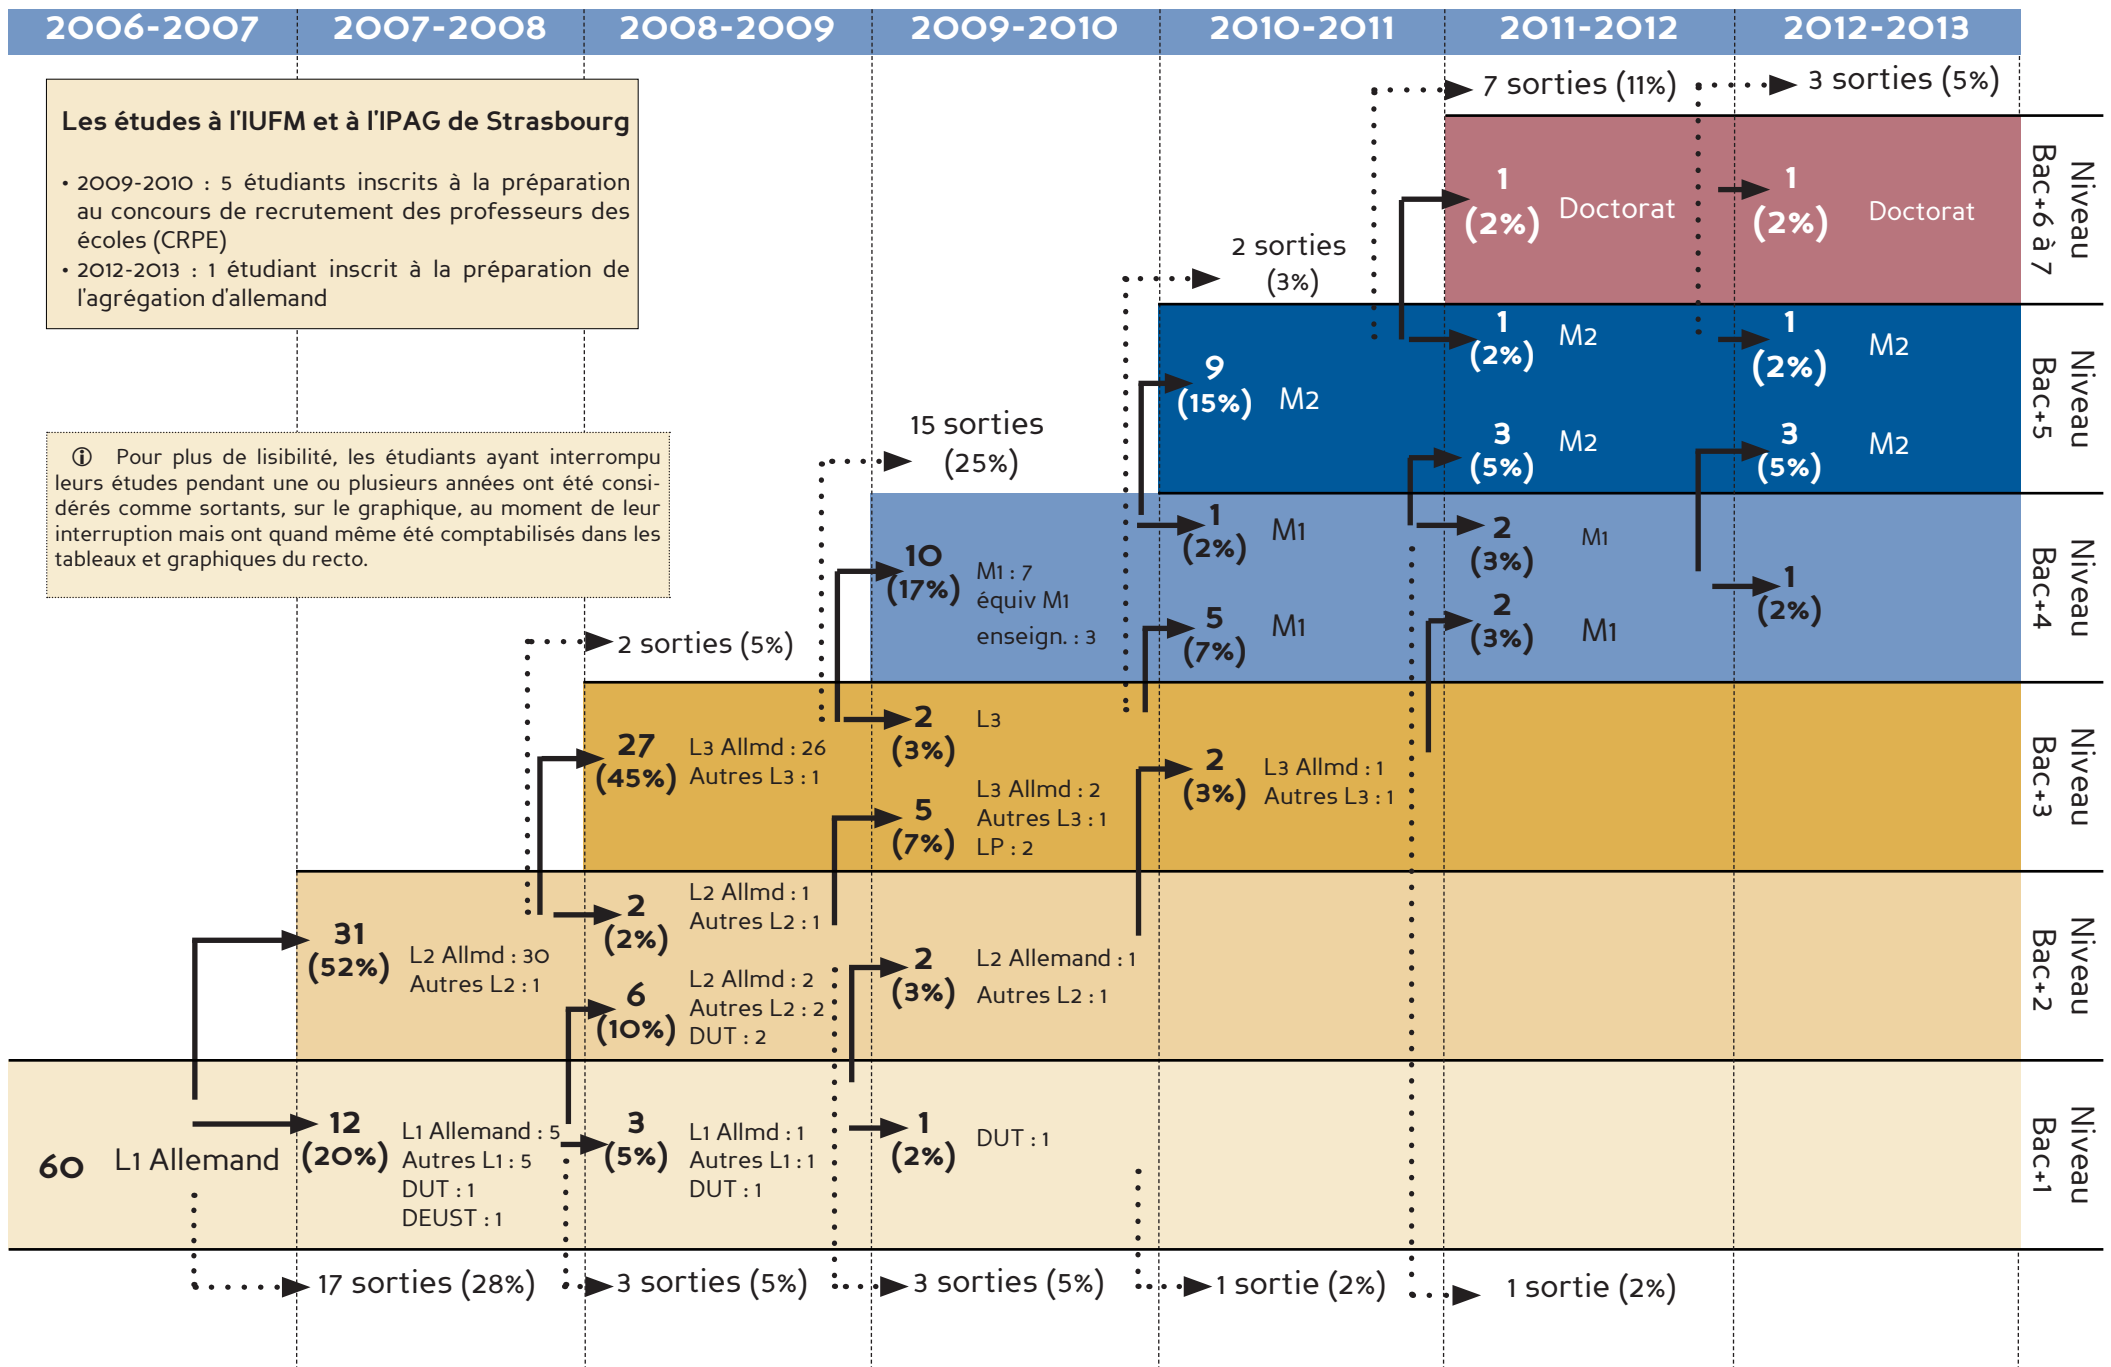 2006-2007 2007-2008 2008-2009 2009-2010 2010-2011 2011-2012 2012-2013
Les études à l'IUFM et à l'IPAG de Strasbourg
• 2009-2010 : 5 étudiants inscrits à la préparation
au concours de recrutement des professeurs des
écoles (CRPE)
• 2012-2013 : 1 étudiant inscrit à la préparation de
l'agrégation d'allemand
ⓘ Pour plus de lisibilité, les étudiants ayant interrompu
leurs études pendant une ou plusieurs années ont été consi-
dérés comme sortants, sur le graphique, au moment de leur
interruption mais ont quand même été comptabilisés dans les
tableaux et graphiques du recto.
7 sorties (11%)
3 sorties (5%)
1
(2%)
Doctorat
1
(2%)
Doctorat
Niveau
Bac+6 à 7
2 sorties
(3%)
9
(15%)
M2
1
(2%)
M2
3
(5%)
M2
1
(2%)
M2
3
(5%)
M2
Niveau
Bac+5
15 sorties
(25%)
10
(17%)
M1 : 7
équiv M1
enseign. : 3
1
(2%)
M1
5
(7%)
M1
2
(3%)
M1
2
(3%)
M1
1
(2%)
Niveau
Bac+4
2 sorties (5%)
27
(45%)
L3 Allmd : 26
Autres L3 : 1
2
(3%)
L3
5
(7%)
L3 Allmd : 2
Autres L3 : 1
LP : 2
2
(3%)
L3 Allmd : 1
Autres L3 : 1
Niveau
Bac+3
31
(52%)
L2 Allmd : 30
Autres L2 : 1
2
(2%)
L2 Allmd : 1
Autres L2 : 1
6
(10%)
L2 Allmd : 2
Autres L2 : 2
DUT : 2
2
(3%)
L2 Allemand : 1
Autres L2 : 1
Niveau
Bac+2
60
L1 Allemand
12
(20%)
L1 Allemand : 5
Autres L1 : 5
DUT : 1
DEUST : 1
3
(5%)
L1 Allmd : 1
Autres L1 : 1
DUT : 1
1
(2%)
DUT : 1
Niveau
Bac+1
17 sorties (28%)
3 sorties (5%)
3 sorties (5%)
1 sortie (2%)
1 sortie (2%)